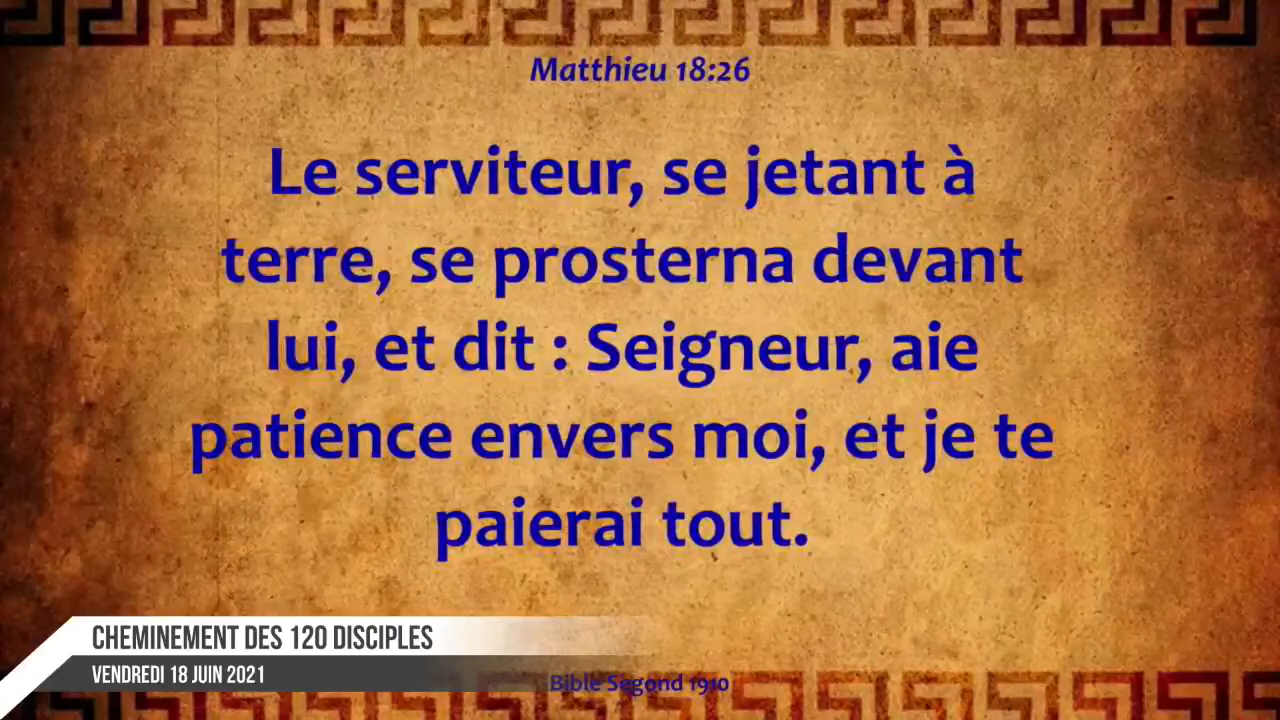 Matthieu 18:26
Le serviteur, se jetant à
terre, se prosterna devant
lui, et dit : Seigneur, aie
patience envers moi, et je te
paierai tout.
CHEMINEMENT DES 120 DISCIPLES
VENDREDI 18 JUIN 2021
Bible Segond 1910